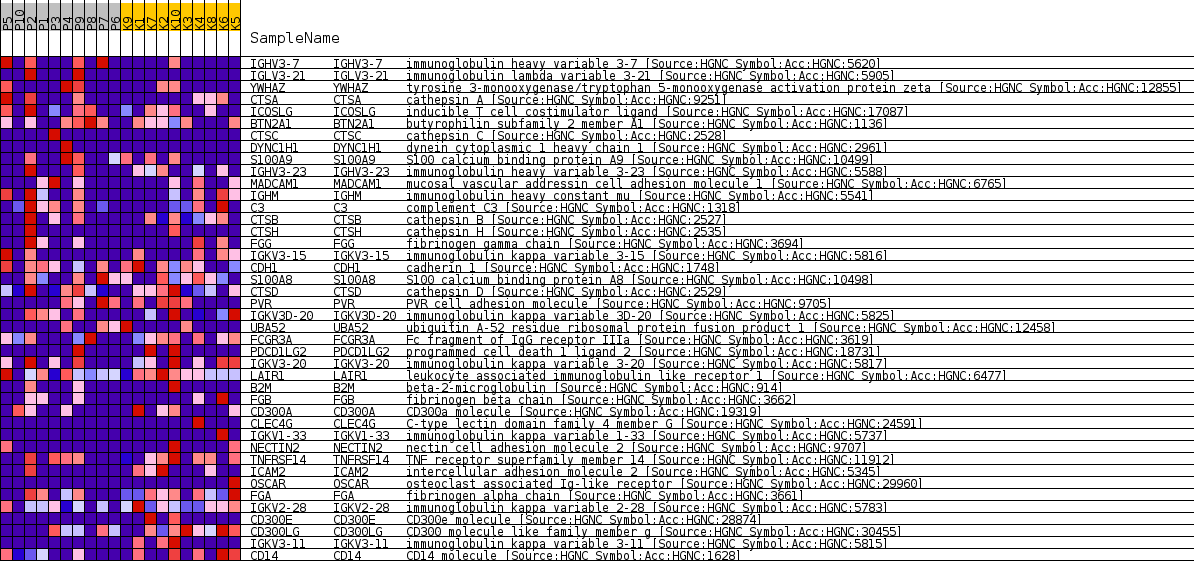 P5 P10 P2 P1 P3 P4 P9 P8 P7 P6 K9 K1 K7 K2 K10 K3 K4 K8 K6 K5
SampleName
IGHV3-7 IGHV3-7 immunoglobulin heavy variable 3-7 [Source:HGNC Symbol;Acc:HGNC:5620]
IGLV3-21 IGLV3-21 immunoglobulin lambda variable 3-21 [Source:HGNC Symbol;Acc:HGNC:5905]
YWHAZ YWHAZ tyrosine 3-monooxygenase/tryptophan 5-monooxygenase activation protein zeta [Source:HGNC Symbol;Acc:HGNC:12855]
CTSA CTSA cathepsin A [Source:HGNC Symbol;Acc:HGNC:9251]
ICOSLG ICOSLG inducible T cell costimulator ligand [Source:HGNC Symbol;Acc:HGNC:17087]
BTN2A1 BTN2A1 butyrophilin subfamily 2 member A1 [Source:HGNC Symbol;Acc:HGNC:1136]
CTSC CTSC cathepsin C [Source:HGNC Symbol;Acc:HGNC:2528]
DYNC1H1 DYNC1H1 dynein cytoplasmic 1 heavy chain 1 [Source:HGNC Symbol;Acc:HGNC:2961]
S100A9 S100A9 S100 calcium binding protein A9 [Source:HGNC Symbol;Acc:HGNC:10499]
IGHV3-23 IGHV3-23 immunoglobulin heavy variable 3-23 [Source:HGNC Symbol;Acc:HGNC:5588]
MADCAM1 MADCAM1 mucosal vascular addressin cell adhesion molecule 1 [Source:HGNC Symbol;Acc:HGNC:6765]
IGHM IGHM immunoglobulin heavy constant mu [Source:HGNC Symbol;Acc:HGNC:5541]
C3 C3 complement C3 [Source:HGNC Symbol;Acc:HGNC:1318]
CTSB CTSB cathepsin B [Source:HGNC Symbol;Acc:HGNC:2527]
CTSH CTSH cathepsin H [Source:HGNC Symbol;Acc:HGNC:2535]
FGG FGG fibrinogen gamma chain [Source:HGNC Symbol;Acc:HGNC:3694]
IGKV3-15 IGKV3-15 immunoglobulin kappa variable 3-15 [Source:HGNC Symbol;Acc:HGNC:5816]
CDH1 CDH1 cadherin 1 [Source:HGNC Symbol;Acc:HGNC:1748]
S100A8 S100A8 S100 calcium binding protein A8 [Source:HGNC Symbol;Acc:HGNC:10498]
CTSD CTSD cathepsin D [Source:HGNC Symbol;Acc:HGNC:2529]
PVR PVR PVR cell adhesion molecule [Source:HGNC Symbol;Acc:HGNC:9705]
IGKV3D-20 IGKV3D-20 immunoglobulin kappa variable 3D-20 [Source:HGNC Symbol;Acc:HGNC:5825]
UBA52 UBA52 ubiquitin A-52 residue ribosomal protein fusion product 1 [Source:HGNC Symbol;Acc:HGNC:12458]
FCGR3A FCGR3A Fc fragment of IgG receptor IIIa [Source:HGNC Symbol;Acc:HGNC:3619]
PDCD1LG2 PDCD1LG2 programmed cell death 1 ligand 2 [Source:HGNC Symbol;Acc:HGNC:18731]
IGKV3-20 IGKV3-20 immunoglobulin kappa variable 3-20 [Source:HGNC Symbol;Acc:HGNC:5817]
LAIR1 LAIR1 leukocyte associated immunoglobulin like receptor 1 [Source:HGNC Symbol;Acc:HGNC:6477]
B2M B2M beta-2-microglobulin [Source:HGNC Symbol;Acc:HGNC:914]
FGB FGB fibrinogen beta chain [Source:HGNC Symbol;Acc:HGNC:3662]
CD300A CD300A CD300a molecule [Source:HGNC Symbol;Acc:HGNC:19319]
CLEC4G CLEC4G C-type lectin domain family 4 member G [Source:HGNC Symbol;Acc:HGNC:24591]
IGKV1-33 IGKV1-33 immunoglobulin kappa variable 1-33 [Source:HGNC Symbol;Acc:HGNC:5737]
NECTIN2 NECTIN2 nectin cell adhesion molecule 2 [Source:HGNC Symbol;Acc:HGNC:9707]
TNFRSF14 TNFRSF14 TNF receptor superfamily member 14 [Source:HGNC Symbol;Acc:HGNC:11912]
ICAM2 ICAM2 intercellular adhesion molecule 2 [Source:HGNC Symbol;Acc:HGNC:5345]
OSCAR OSCAR osteoclast associated Ig-like receptor [Source:HGNC Symbol;Acc:HGNC:29960]
FGA FGA fibrinogen alpha chain [Source:HGNC Symbol;Acc:HGNC:3661]
IGKV2-28 IGKV2-28 immunoglobulin kappa variable 2-28 [Source:HGNC Symbol;Acc:HGNC:5783]
CD300E CD300E CD300e molecule [Source:HGNC Symbol;Acc:HGNC:28874]
CD300LG CD300LG CD300 molecule like family member g [Source:HGNC Symbol;Acc:HGNC:30455]
IGKV3-11 IGKV3-11 immunoglobulin kappa variable 3-11 [Source:HGNC Symbol;Acc:HGNC:5815]
CD14 CD14 CD14 molecule [Source:HGNC Symbol;Acc:HGNC:1628]